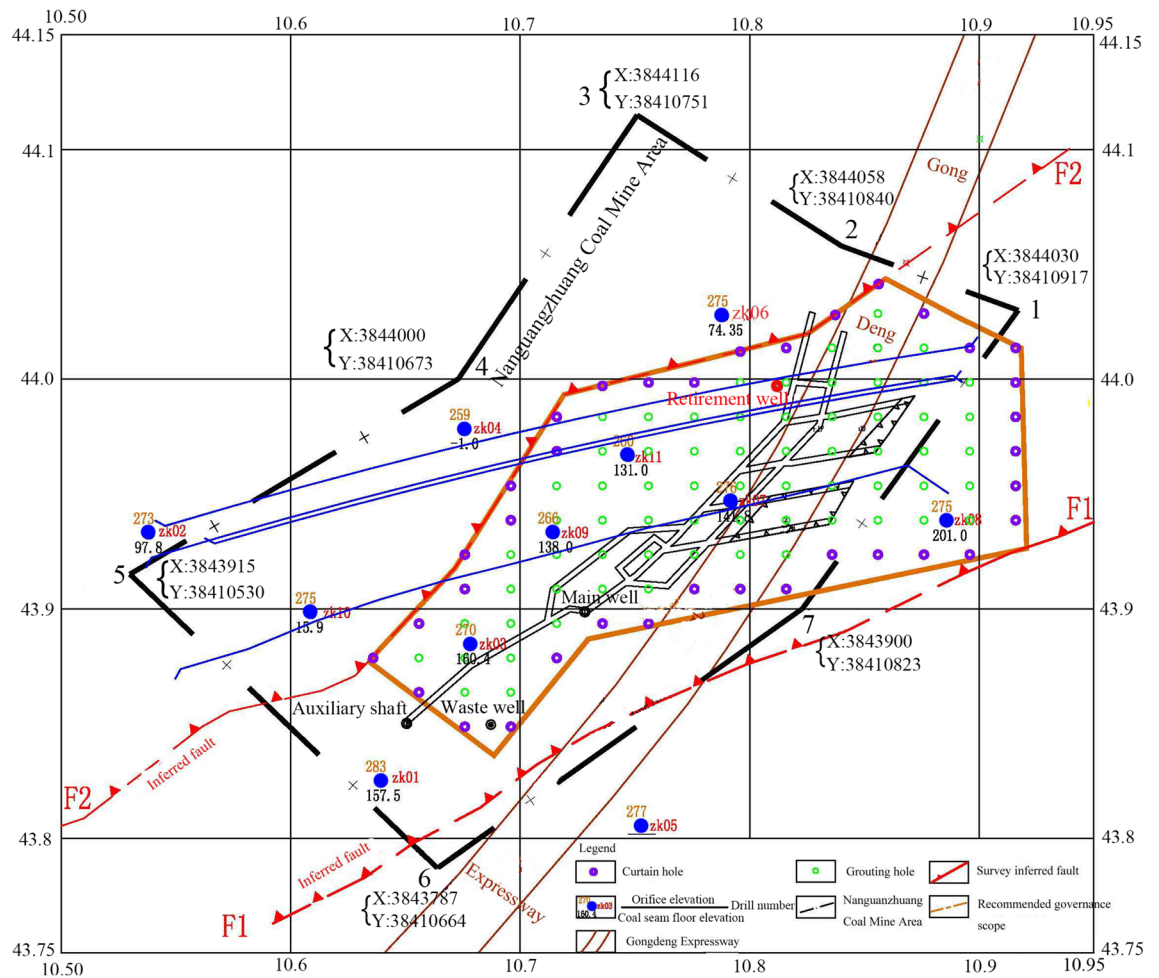 10.50
10.6
10.7
10.8
10.9
10.95
44.15
44.15
3
X:3844116
Y:38410751
44.1
44.1
Gong
F2
X:3844058
Y:38410840
2
Nanguangzhuang Coal Mine Area
X:3844030
Y:38410917
1
275
zk06
74.35
Deng
X:3844000
Y:38410673
4
44.0
44.0
Retirement well
259
zk04
-1.0
260
zk11
131.0
273
zk02
97.8
266
zk09
138.0
275
zk08
201.0
F1
5
X:3843915
Y:38410530
275
zk10
15.9
43.9
43.9
Main well
270
zk03
160.4
7
X:3843900
Y:38410823
Auxiliary shaft
Waste well
Inferred fault
F2
283
zk01
157.5
277
zk05
43.8
43.8
Inferred fault
6
X:3843787
Y:38410664
F1
Expressway
Legend
Curtain hole
Grouting hole
Survey inferred fault
270
zk03
160.4
Orifice elevation
Coal seam floor elevation
Drill number
Nanguanzhuang
Coal Mine Area
Recommended governance
scope
Gongdeng Expressway
43.75
43.75
10.50
10.6
10.7
10.8
10.9
10.95